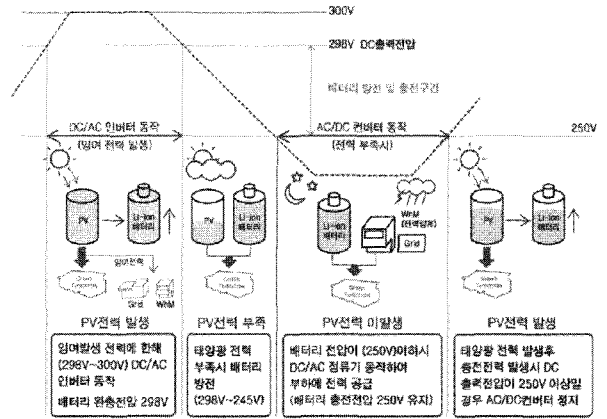 300V
298V DC출력전압
배터리 방전 및 충전구간
DC/AC 인버터 동작
(잉여 전력 발생)
AC/DC 컨버터 동작
(전력 부족시)
250V
PV
Li-Ion
배터리
PV
Li-Ion
배터리
Li-Ion
배터리
WHM
(전력량계)
Grid
PV
Li-Ion
배터리
잉여전력
Grid
WHM
PV전력 발생
PV전력 부족
PV전력 미발생
PV전력 발생
잉여발생 전력에 한해
(298V~300V) DC/AC
인버터 동작
배터리 완충전압 298V
태양광 전력
부족시 배터리
방전
(298V~245V)
배터리 전압이 (250V)이하시
DC/AC 정류기 동작하여
부하에 전력 공급
(배터리 충전전압 250V 유지)
태양광 전력 발생후
충전전력 발생시 DC
출력전압이 250V 이상일
경우 AC/DC컨버터 정지